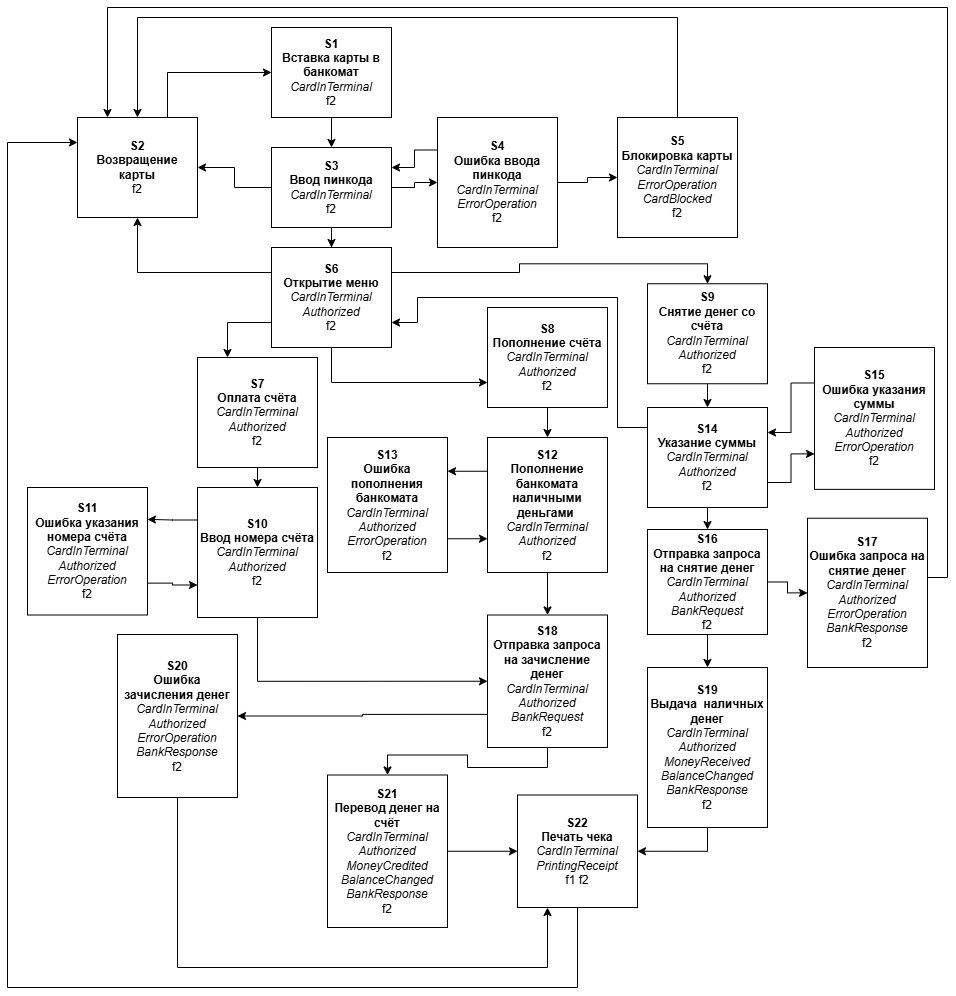 S1
Вставка карты в
банкомат
CardInTerminal
f2
S2
Возвращение
карты
f2
S3
Ввод пинкода
CardInTerminal
f2
S4
Ошибка ввода
пинкода
CardInTerminal
ErrorOperation
f2
S5
Блокировка карты
CardInTerminal
ErrorOperation
CardBlocked
f2
S6
Открытие меню
CardInTerminal
Authorized
f2
S9
Снятие денег со
счёта
CardInTerminal
Authorized
f2
S8
Пополнение счёта
CardInTerminal
Authorized
f2
S7
Оплата счёта
CardInTerminal
Authorized
f2
S15
Ошибка указания
суммы
CardInTerminal
Authorized
ErrorOperation
f2
S14
Указание суммы
CardInTerminal
Authorized
f2
S13
Ошибка
пополнения
банкомата
CardInTerminal
Authorized
ErrorOperation
f2
S12
Пополнение
банкомата
наличными
деньгами
CardInTerminal
Authorized
f2
S11
Ошибка указания
номера счёта
CardInTerminal
Authorized
ErrorOperation
f2
S10
Ввод номера счёта
CardInTerminal
Authorized
f2
S16
Отправка запроса
на снятие денег
CardInTerminal
Authorized
BankRequest
f2
S17
Ошибка запроса на
снятие денег
CardInTerminal
Authorized
ErrorOperation
BankResponse
f2
S18
Отправка запроса
на зачисление
денег
CardInTerminal
Authorized
BankRequest
f2
S20
Ошибка
зачисления денег
CardInTerminal
Authorized
ErrorOperation
BankResponse
f2
S19
Выдача наличных
денег
CardInTerminal
Authorized
MoneyReceived
BalanceChanged
BankResponse
f2
S21
Перевод денег на
счёт
CardInTerminal
Authorized
MoneyCredited
BalanceChanged
BankResponse
f2
S22
Печать чека
CardInTerminal
PrintingReceipt
f1 f2